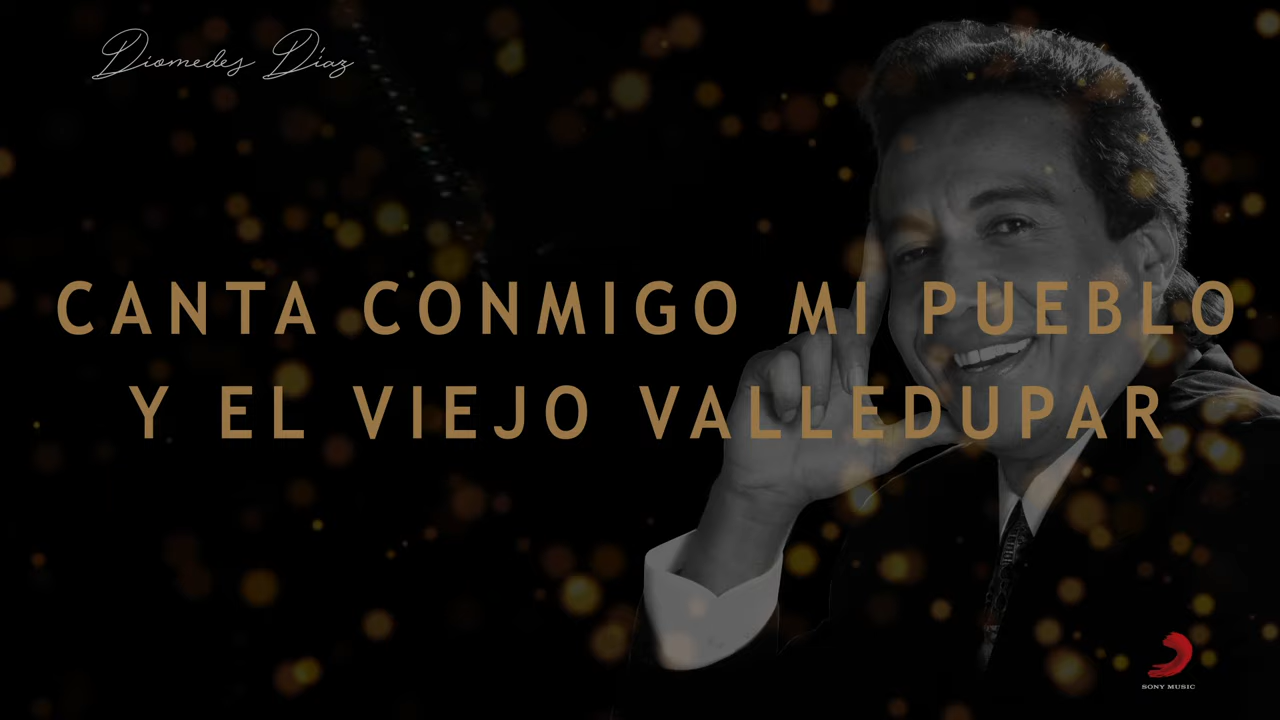 Diomedes Díaz
CANTA CONMIGO MI PUEBLO
Y EL VIEJO VALLEDUPAR
SONY MUSIC